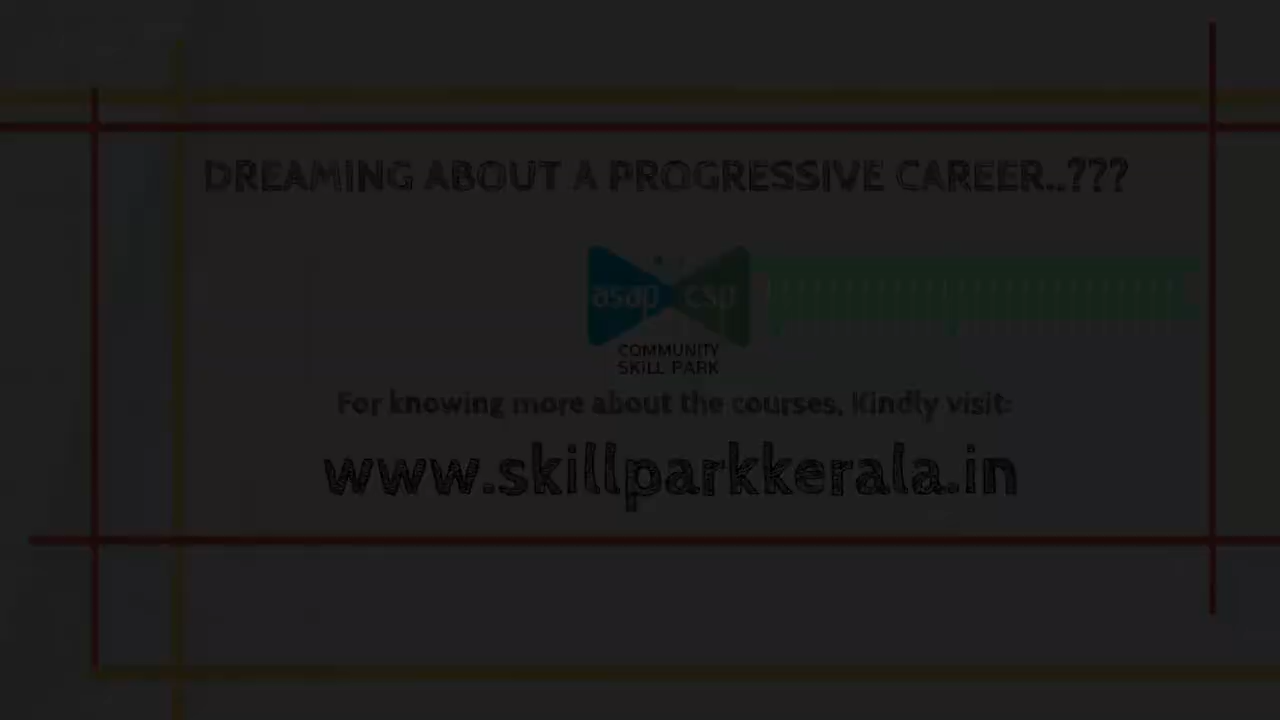 DREAMING ABOUT A PROGRESSIVE CAREER..???
asap csp
COMMUNITY
SKILL PARK
For knowing more about the courses, Kindly visit:
www.skillparkkerala.in